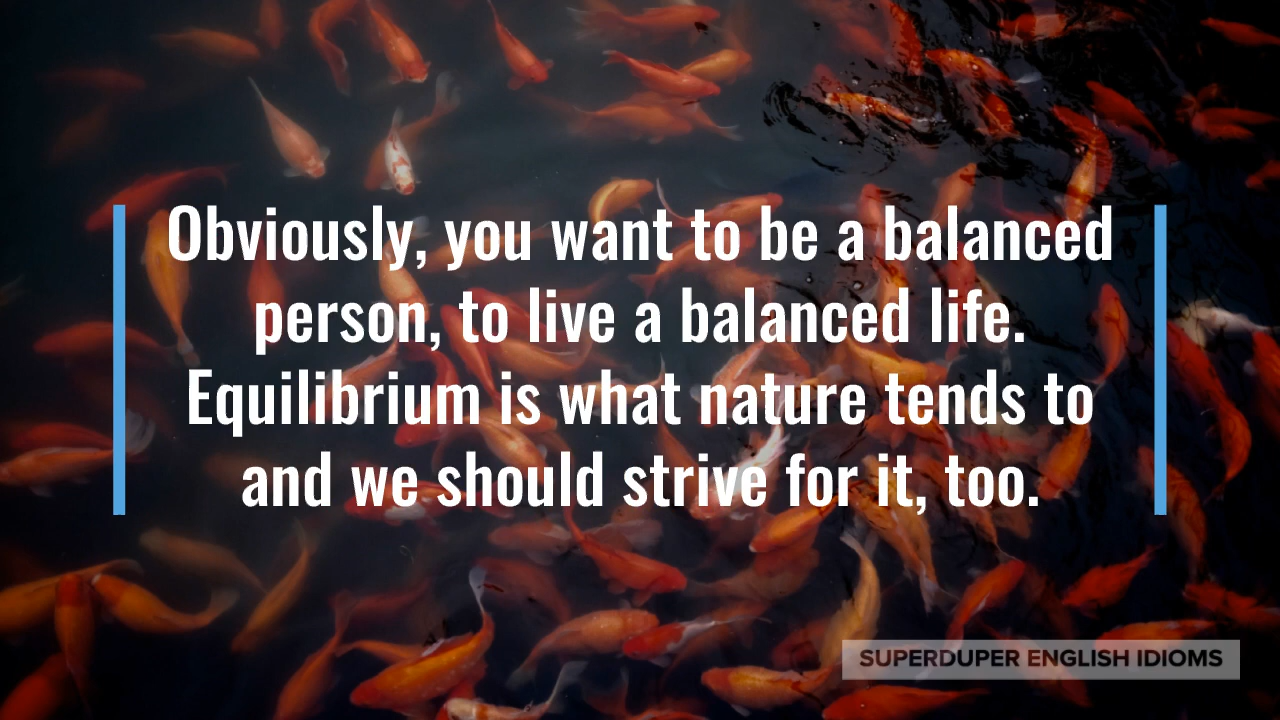 Obviously, you want to be a balanced
person, to live a balanced life.
Equilibrium is what nature tends to
and we should strive for it, too.
SUPERDUPER ENGLISH IDIOMS